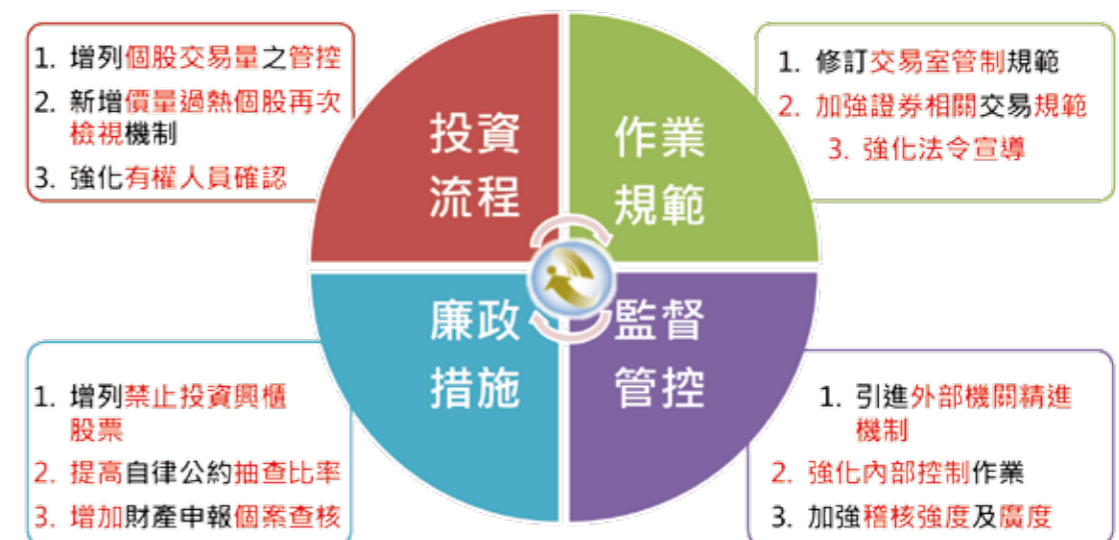 1. 增列個股交易量之管控
2. 新增價量過熱個股再次
檢視機制
3. 強化有權人員確認
投資
流程
作業
規範
1. 修訂交易室管制規範
2. 加強證券相關交易規範
3. 強化法令宣導
1. 增列禁止投資興櫃
股票
2. 提高自律公約抽查比率
3. 增加財產申報個案查核
廉政
措施
監督
管控
1. 引進外部機關精進
機制
2. 強化內部控制作業
3. 加強稽核強度及廣度